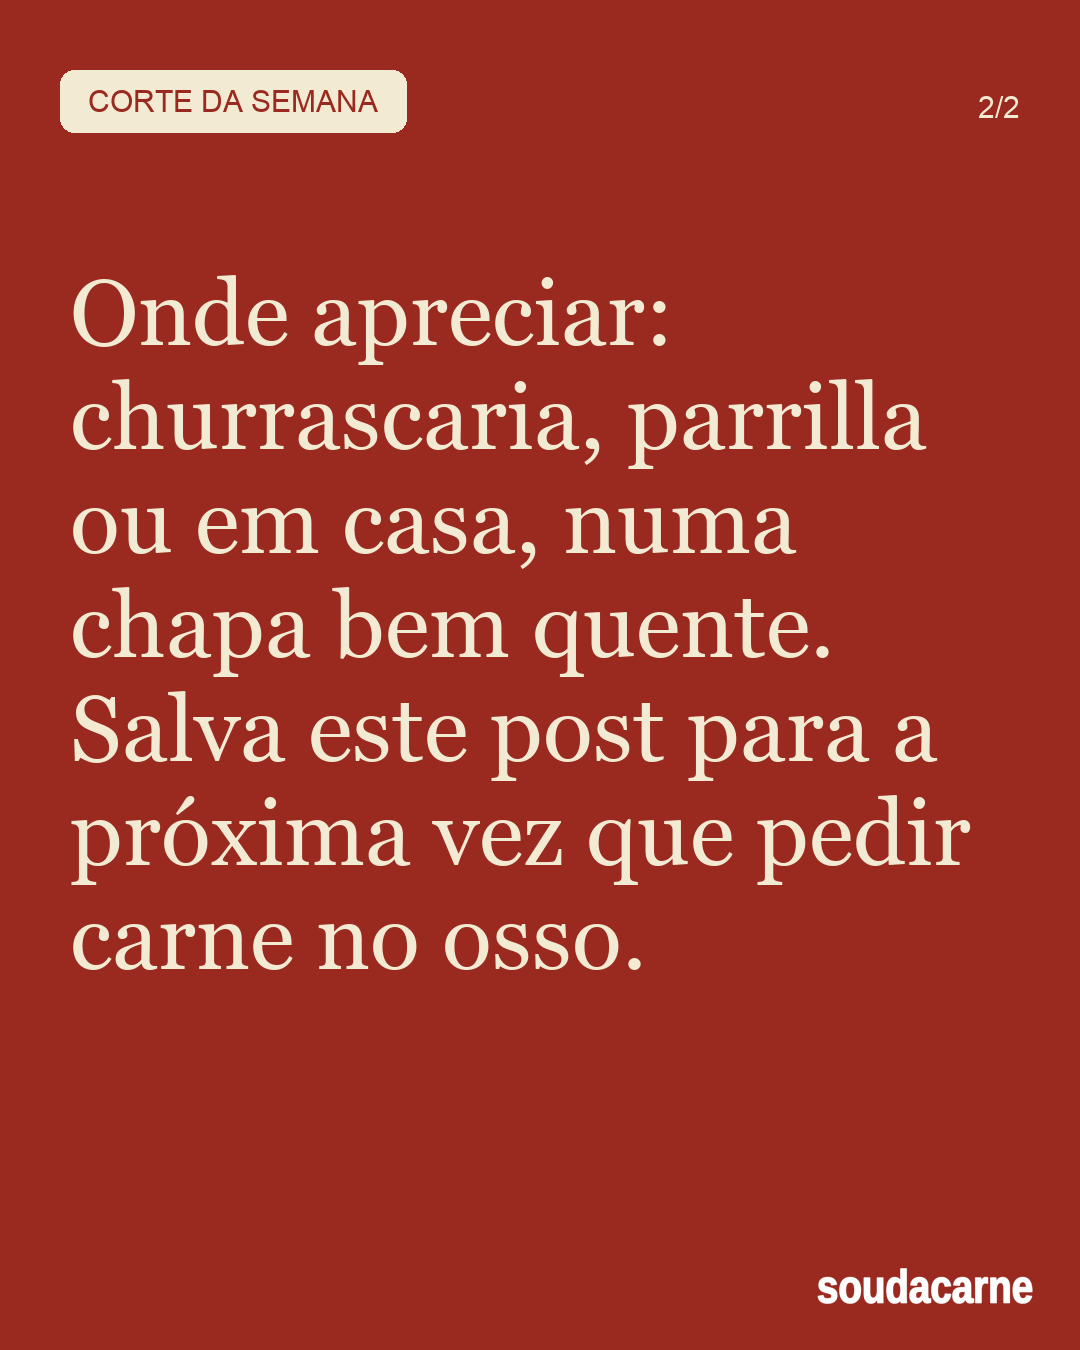 CORTE DA SEMANA
2/2
Onde apreciar:
churrascaria, parrilla
ou em casa, numa
chapa bem quente.
Salva este post para a
próxima vez que pedir
carne no osso.
soudacarne